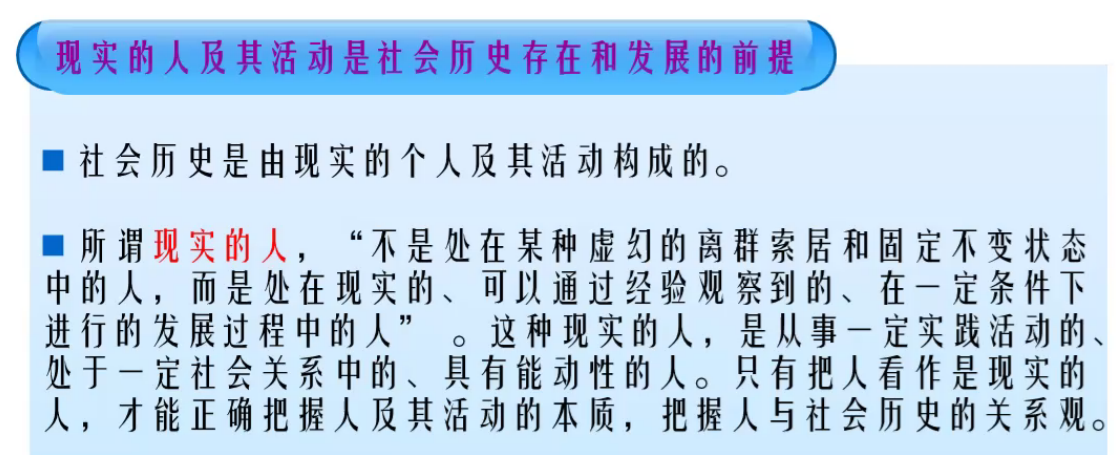 现实的人及其活动是社会历史存在和发展的前提
社会历史是由现实的个人及其活动构成的。
所谓现实的人，“不是处在某种虚幻的离群索居和固定不变状态
中的人，而是处在现实的、可以通过经验观察到的、在一定条件下
进行的发展过程中的人” 。这种现实的人，是从事一定实践活动的、
处于一定社会关系中的、具有能动性的人。只有把人看作是现实的
人，才能正确把握人及其活动的本质，把握人与社会历史的关系观。